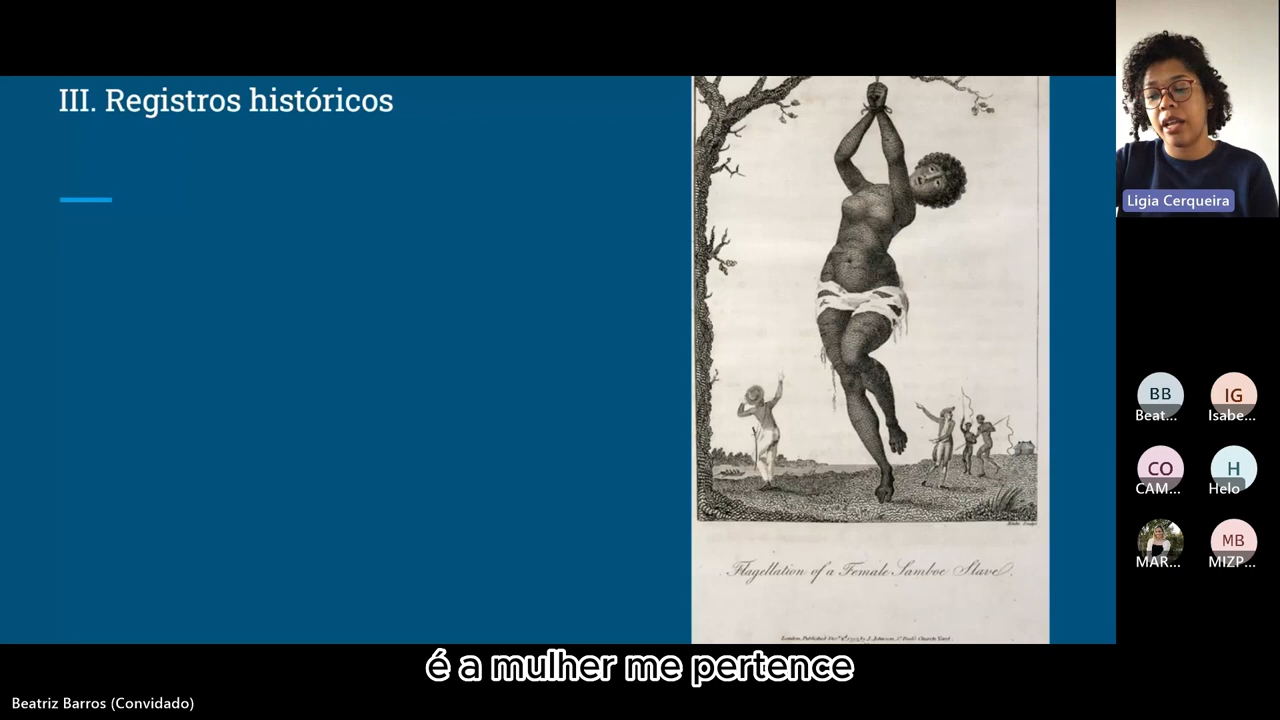 III. Registros históricos
Ligia Cerqueira
BB
Beat...
IG
Isabe...
CO
CAM...
H
Helo
MAR...
MB
MIZP...
Flagellation of a Female Samboe Slave.
é a mulher me pertence
Beatriz Barros (Convidado)